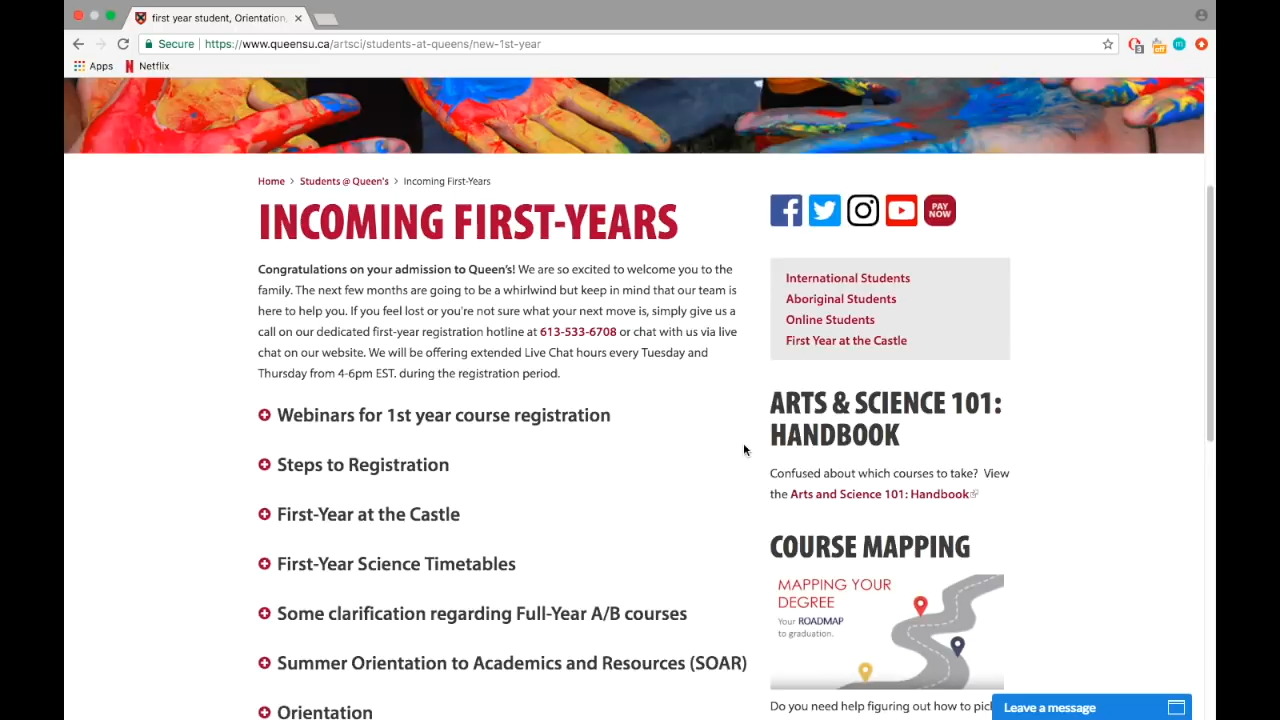 first year student, Orientation,
Secure
https://www.queensu.ca/artsci/students-at-queens/new-1st-year
3
off
m
Apps
Netflix
Home > Students @ Queen's > Incoming First-Years
INCOMING FIRST-YEARS
Congratulations on your admission to Queen's! We are so excited to welcome you to the
family. The next few months are going to be a whirlwind but keep in mind that our team is
here to help you. If you feel lost or you're not sure what your next move is, simply give us a
call on our dedicated first-year registration hotline at 613-533-6708 or chat with us via live
chat on our website. We will be offering extended Live Chat hours every Tuesday and
Thursday from 4-6pm EST. during the registration period.
Webinars for 1st year course registration
Steps to Registration
First-Year at the Castle
First-Year Science Timetables
Some clarification regarding Full-Year A/B courses
Summer Orientation to Academics and Resources (SOAR)
Orientation
PAY
NOW
International Students
Aboriginal Students
Online Students
First Year at the Castle
ARTS & SCIENCE 101:
HANDBOOK
Confused about which courses to take? View
the Arts and Science 101: Handbook
COURSE MAPPING
MAPPING YOUR
DEGREE
Your ROADMAP
to graduation.
Do you need help figuring out how to pick
Leave a message